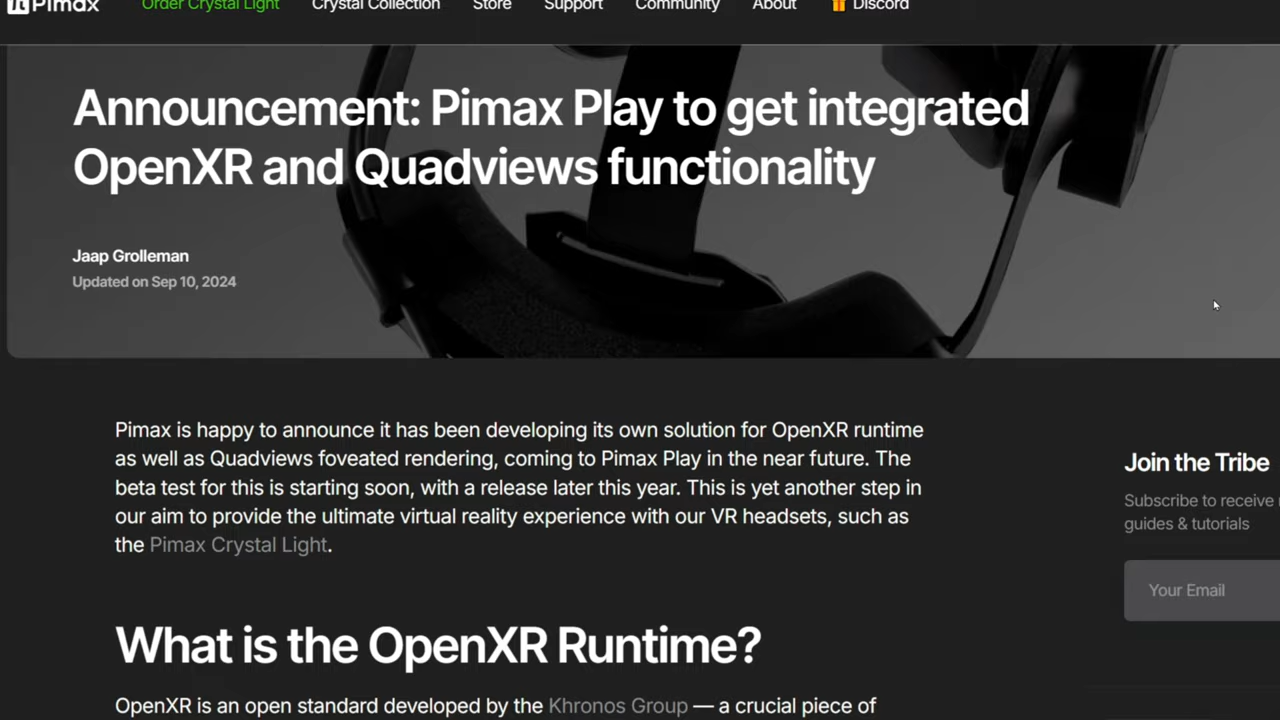 Pimax Order Crystal Light Crystal Collection Store Support Community About Discord
Announcement: Pimax Play to get integrated
OpenXR and Quadviews functionality
Jaap Grolleman
Updated on Sep 10, 2024
Pimax is happy to announce it has been developing its own solution for OpenXR runtime
as well as Quadviews foveated rendering, coming to Pimax Play in the near future. The
beta test for this is starting soon, with a release later this year. This is yet another step in
our aim to provide the ultimate virtual reality experience with our VR headsets, such as
the Pimax Crystal Light.
Join the Tribe
Subscribe to receive
guides & tutorials
Your Email
What is the OpenXR Runtime?
OpenXR is an open standard developed by the Khronos Group — a crucial piece of